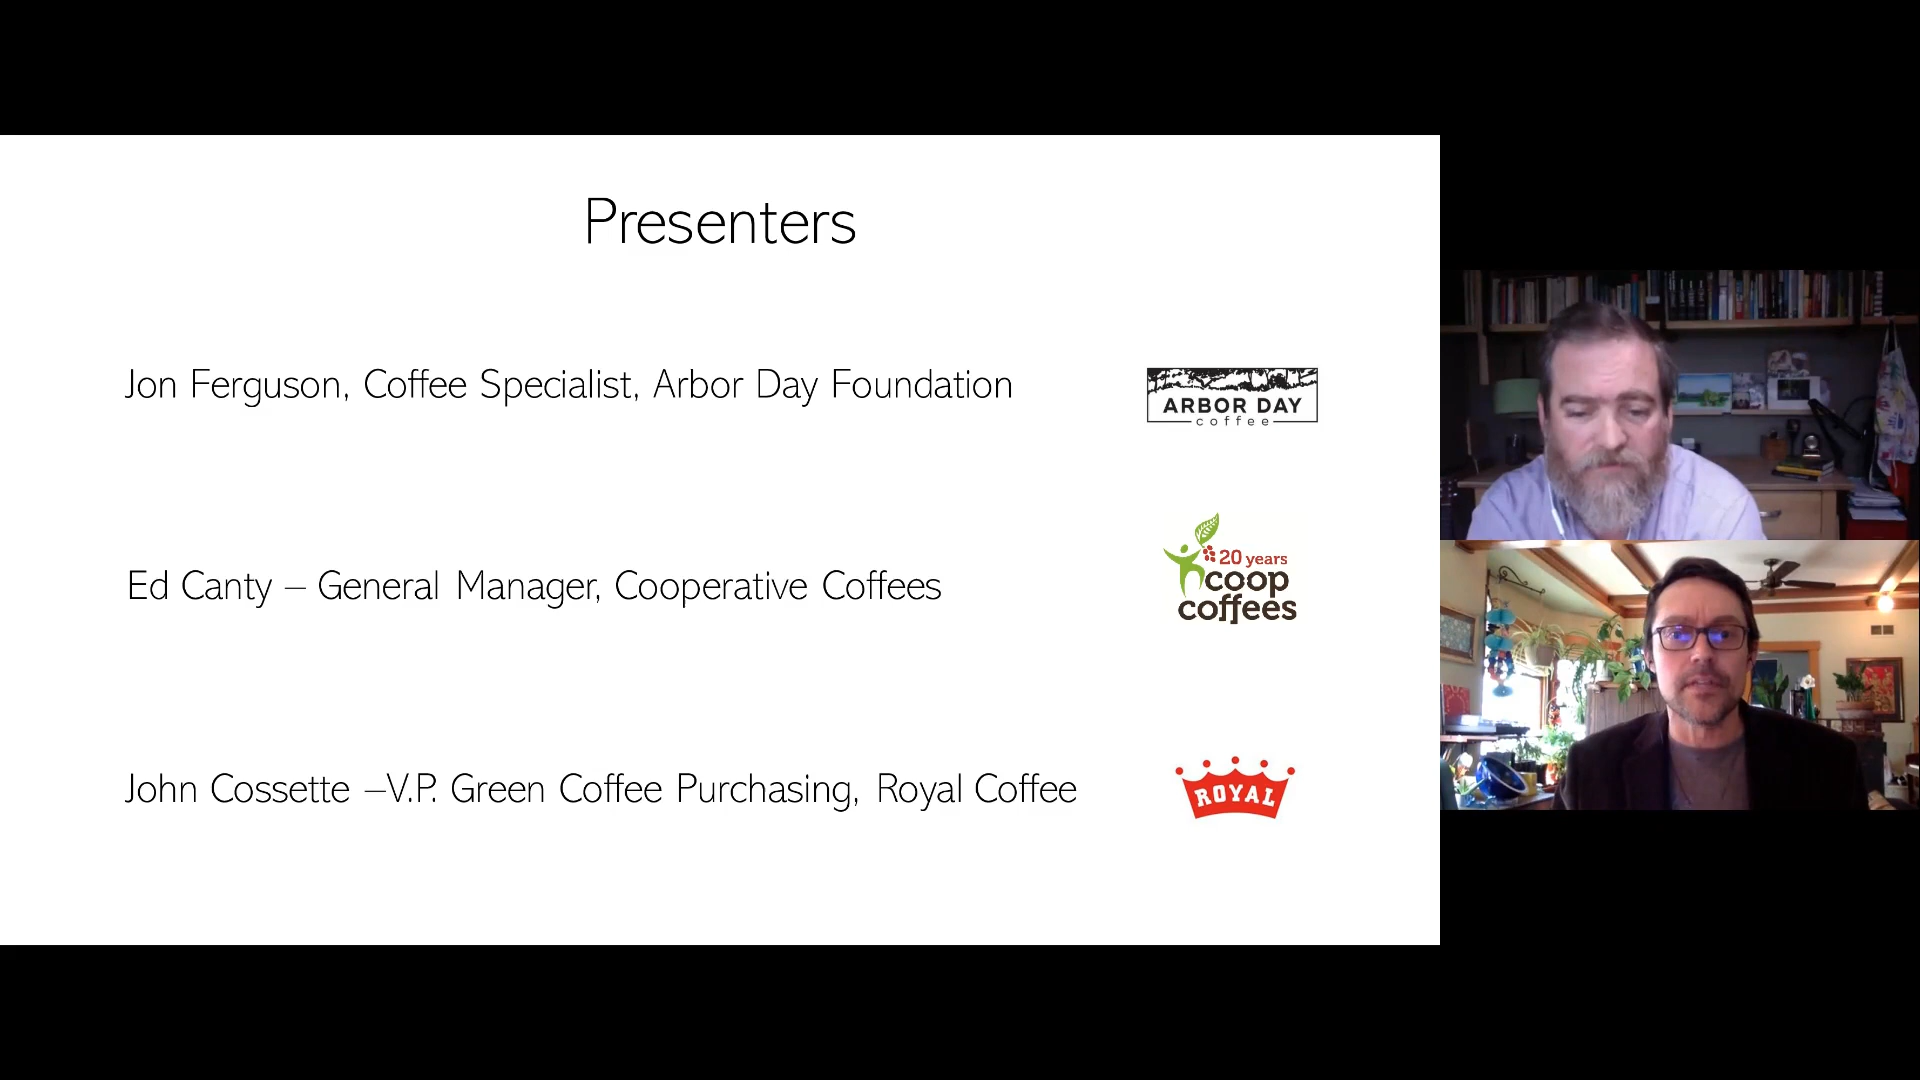 Presenters
Jon Ferguson, Coffee Specialist, Arbor Day Foundation
ARBOR DAY
coffee
Ed Canty – General Manager, Cooperative Coffees
20 years
coop
coffees
John Cossette –V.P. Green Coffee Purchasing, Royal Coffee
ROYAL